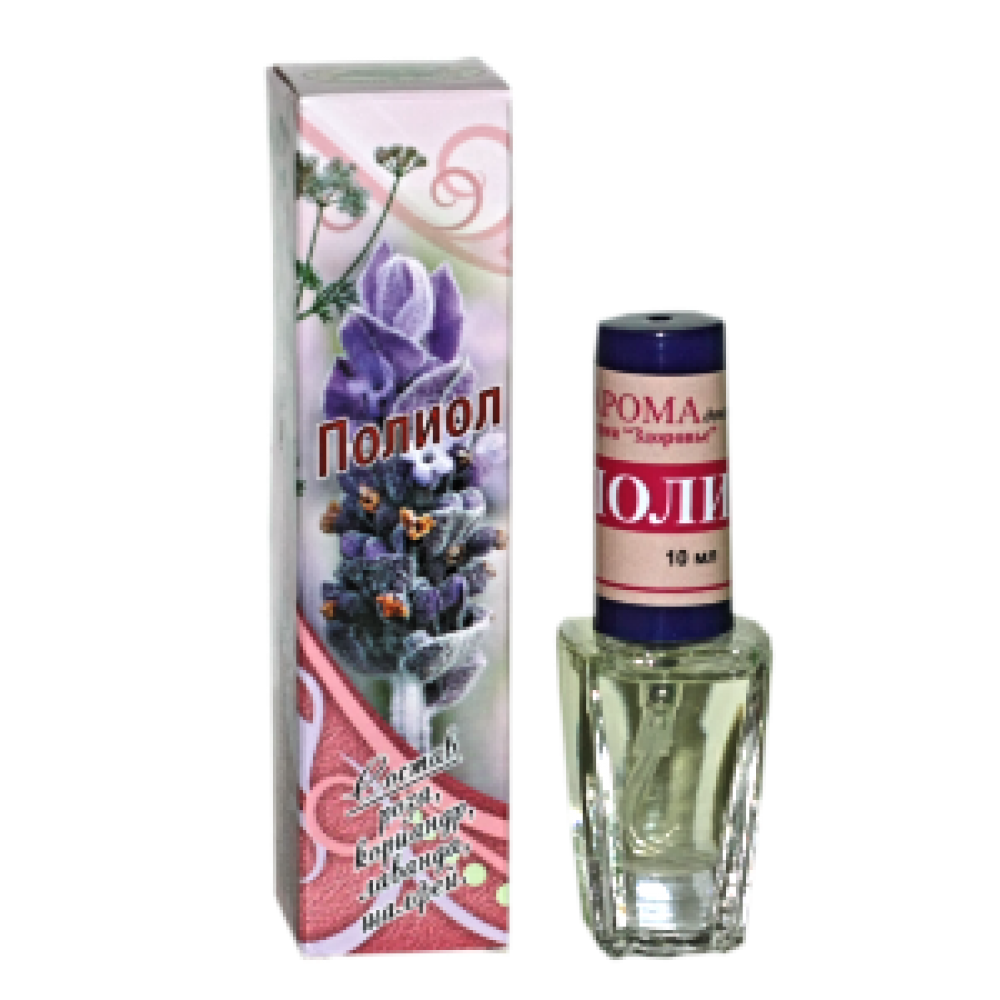 Полиол
Состав
роза,
кориандр,
лаванда,
шалфей.
АРОМА
"Здоровье"
ПОЛИ
10 мл